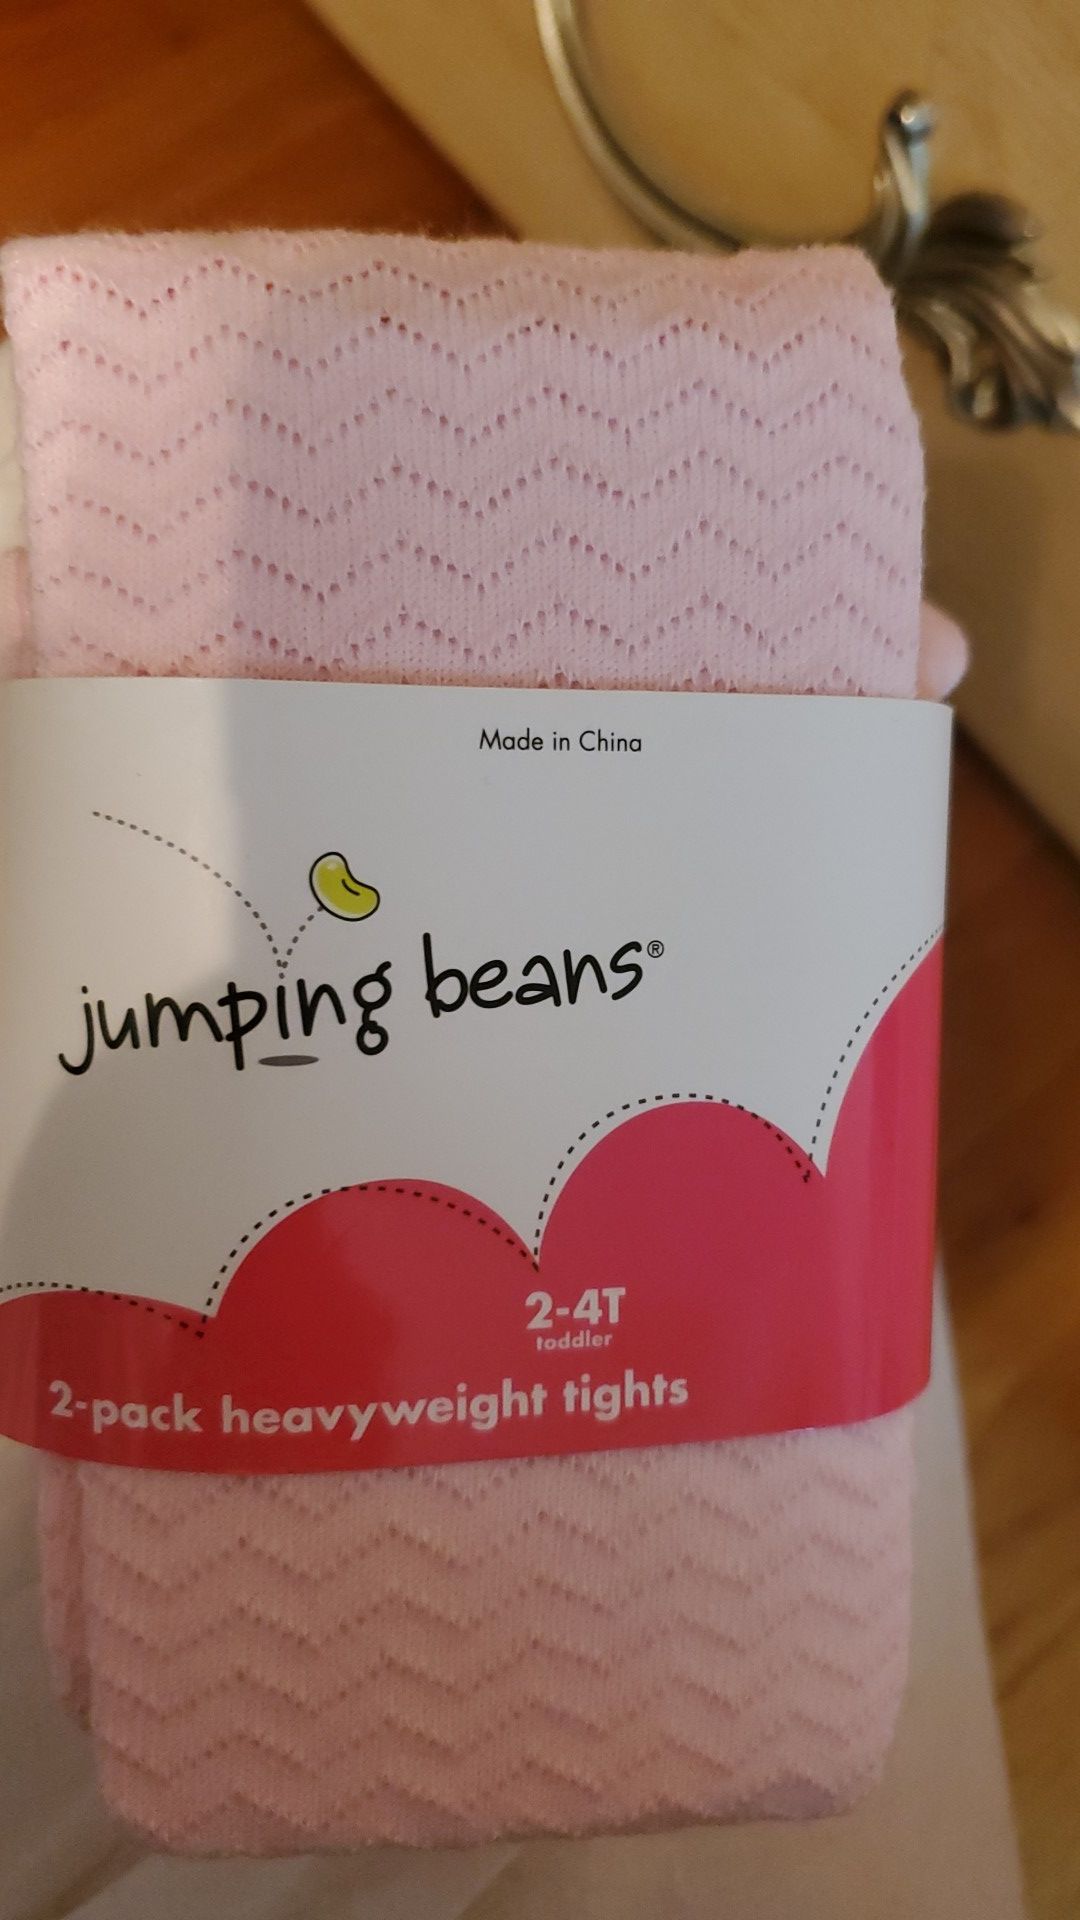 Made in China
jumping beans®
2-4T
toddler
2-pack heavyweight tights